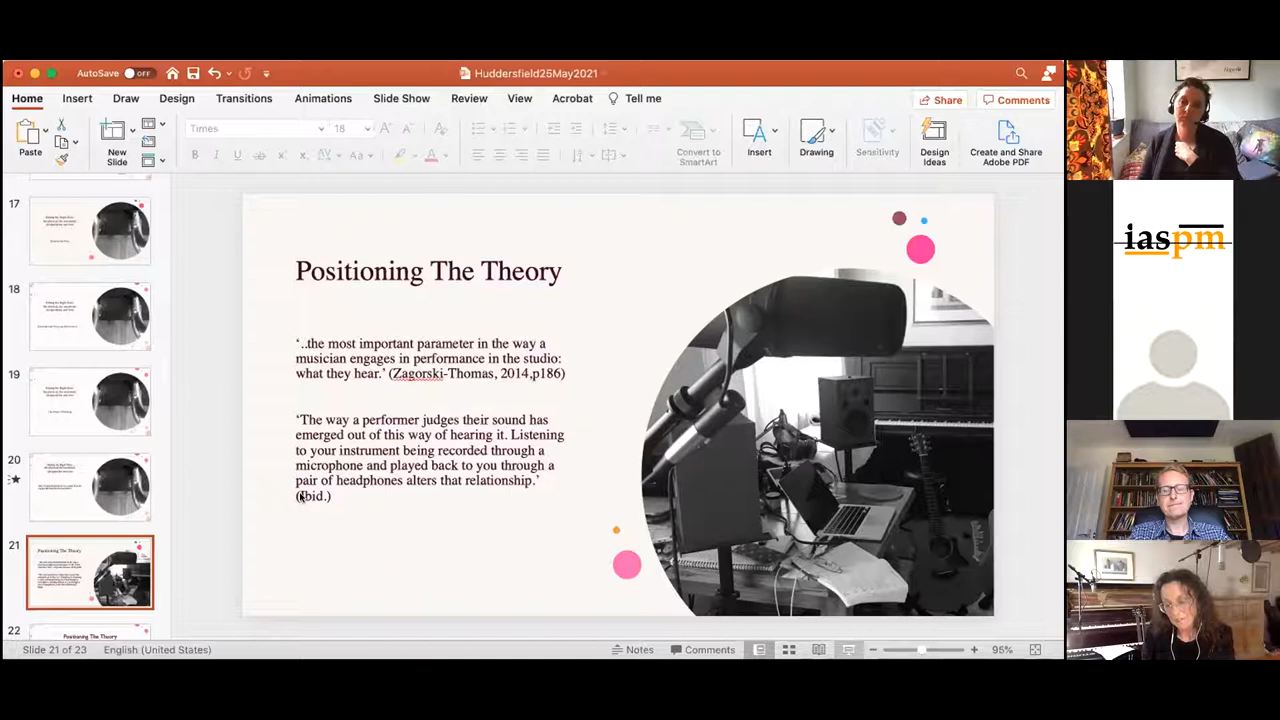 AutoSave OFF
Huddersfield25May2021
Home Insert Draw Design Transitions Animations Slide Show Review View Acrobat Tell me
Share Comments
Paste
New Slide
Times 18
Convert to SmartArt
Insert
Drawing
Sensitivity
Design Ideas
Create and Share Adobe PDF
17
18
19
20
21
Positioning The Theory
22
Positioning The Theory
Positioning The Theory
‘..the most important parameter in the way a
musician engages in performance in the studio:
what they hear.’ (Zagorski-Thomas, 2014,p186)
‘The way a performer judges their sound has
emerged out of this way of hearing it. Listening
to your instrument being recorded through a
microphone and played back to you through a
pair of headphones alters that relationship.’
(Ibid.)
Slide 21 of 23 English (United States)
Notes Comments 95%
iaspm